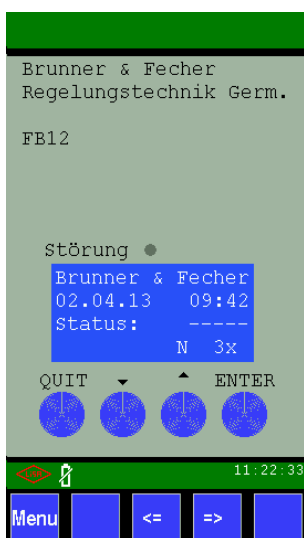 Brunner & Fecher
Regelungstechnik Germ.
FB12
Störung
Brunner & Fecher
02.04.13 09:42
Status: -----
N 3x
QUIT ENTER
11:22:33
Menu <= =>